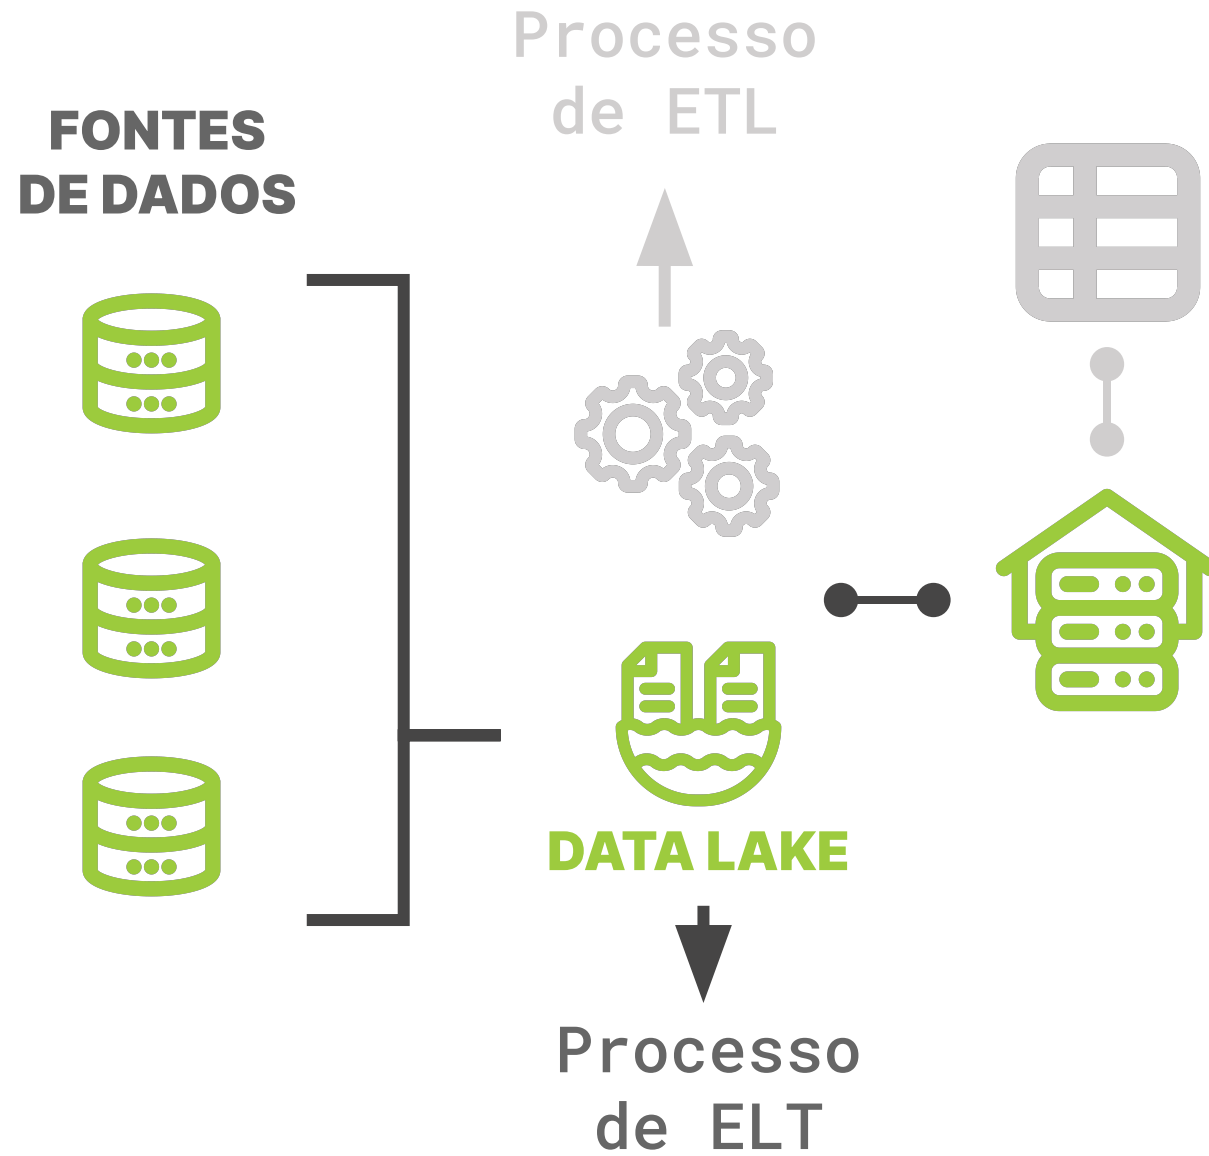 Processo
de ETL
FONTES
DE DADOS
DATA LAKE
Processo
de ELT